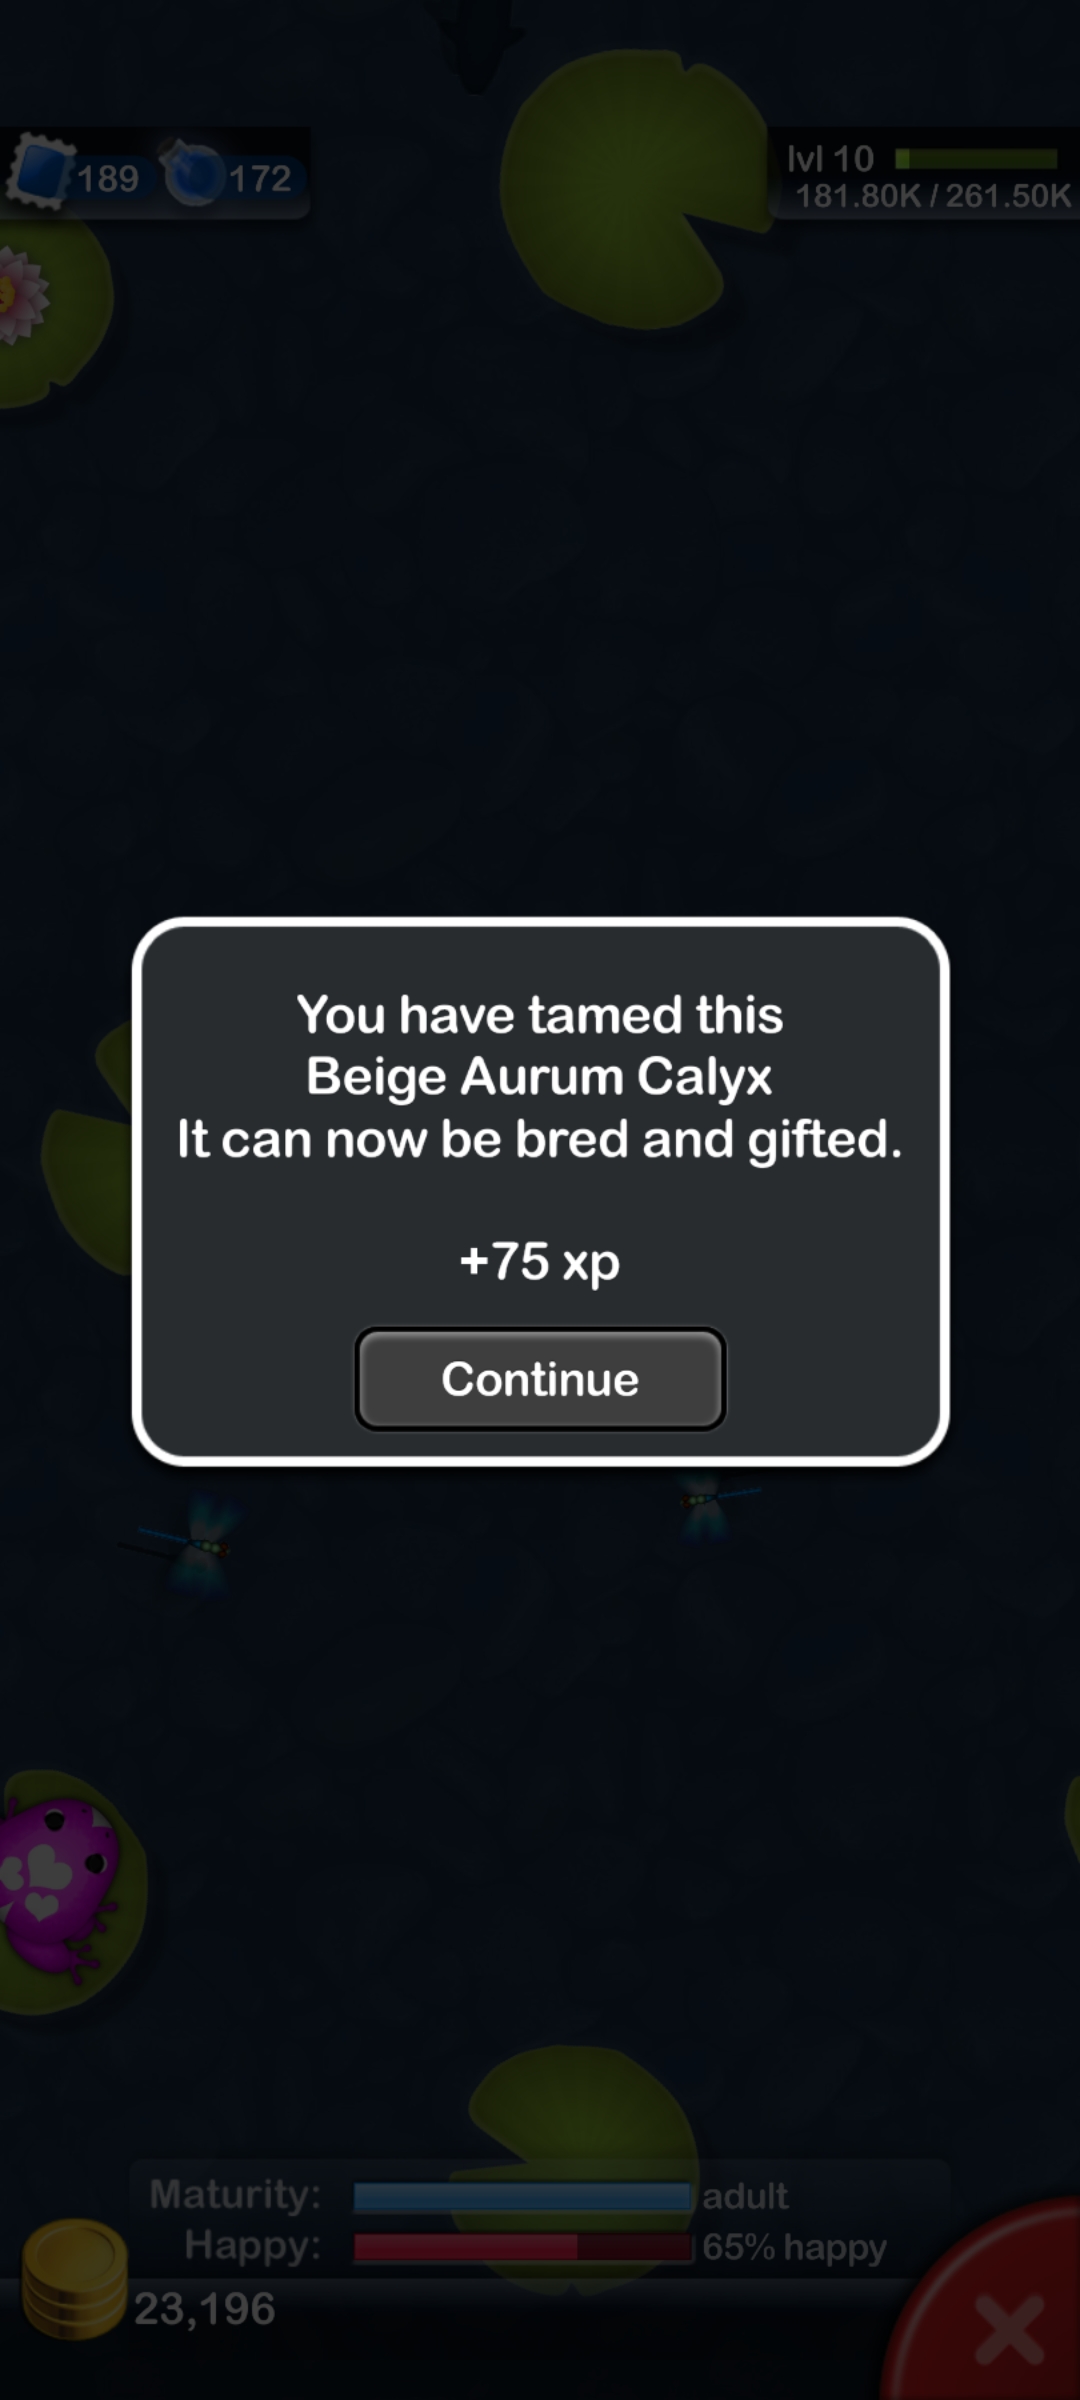 189 172
lvl 10
181.80K / 261.50K
You have tamed this
Beige Aurum Calyx
It can now be bred and gifted.
+75 xp
Continue
Maturity: adult
Happy: 65% happy
23,196